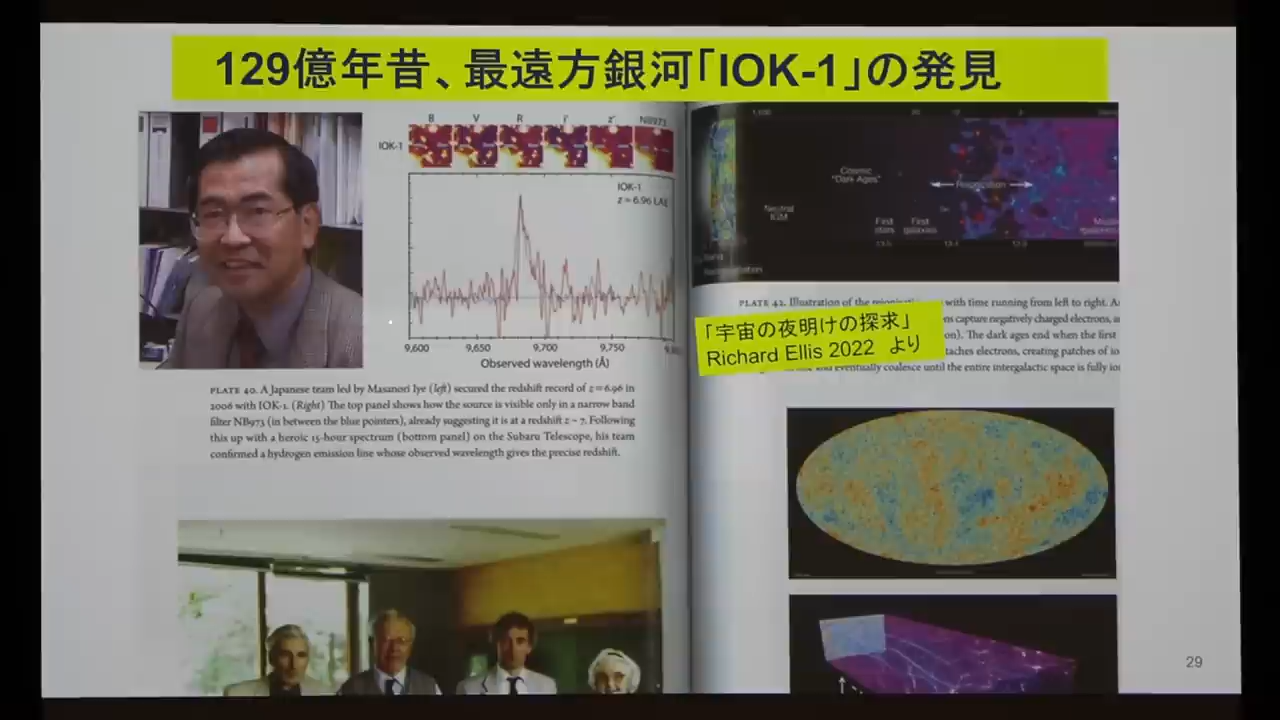 129億年昔、最遠方銀河「IOK-1」の発見
B V R i' z' NB973
IOK-1
IOK-1
z = 6.96 LAE
9,600 9,650 9,700 9,750
Observed wavelength (Å)
PLATE 40. A Japanese team led by Masanori Iye (left) secured the redshift record of z=6.96 in
2006 with IOK-1. (Right) The top panel shows how the source is visible only in a narrow band
filter NB973 (in between the blue pointers), already suggesting it is at a redshift z ~ 7. Following
this up with a heroic 15-hour spectrum (bottom panel) on the Subaru Telescope, his team
confirmed a hydrogen emission line whose observed wavelength gives the precise redshift.
Cosmic
"Dark Ages"
Reionization
Neutral
IGM
First
stars
First
galaxies
PLATE 42. Illustration of the with time running from left to right.
capture negatively charged electrons,
The dark ages end when the first
electrons, creating patches of
and eventually coalesce until the entire intergalactic space is fully
「宇宙の夜明けの探求」
Richard Ellis 2022 より
29